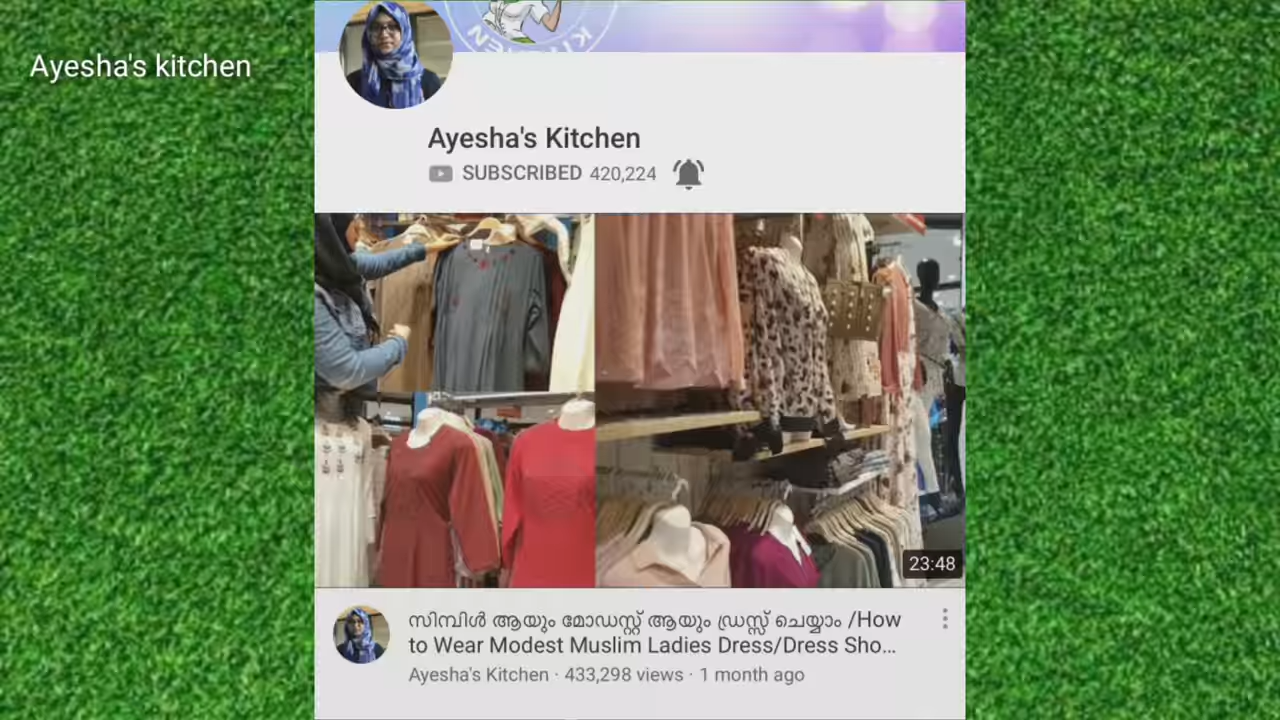 KITCHEN
Ayesha's kitchen
Ayesha's Kitchen
SUBSCRIBED 420,224
23:48
സിമ്പിൾ ആയും മോഡസ്റ്റ് ആയും ഡ്രസ്സ് ചെയ്യാം /How
to Wear Modest Muslim Ladies Dress/Dress Sho...
Ayesha's Kitchen · 433,298 views · 1 month ago